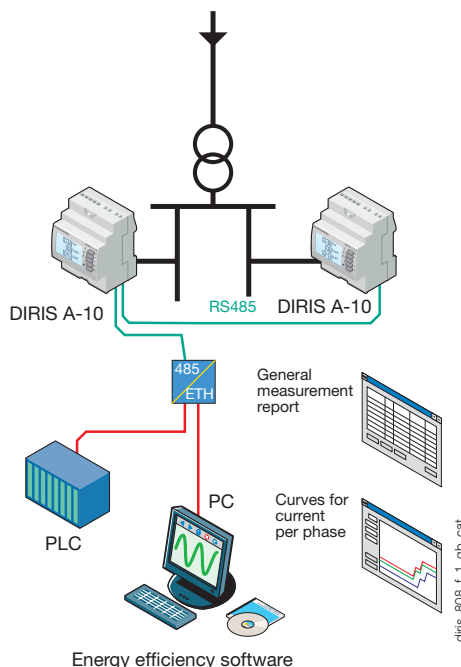 RS485
DIRIS A-10
DIRIS A-10
485
ETH
General
measurement
report
PLC
PC
Curves for
current
per phase
diris_808_f_1_gb_cat
Energy efficiency software